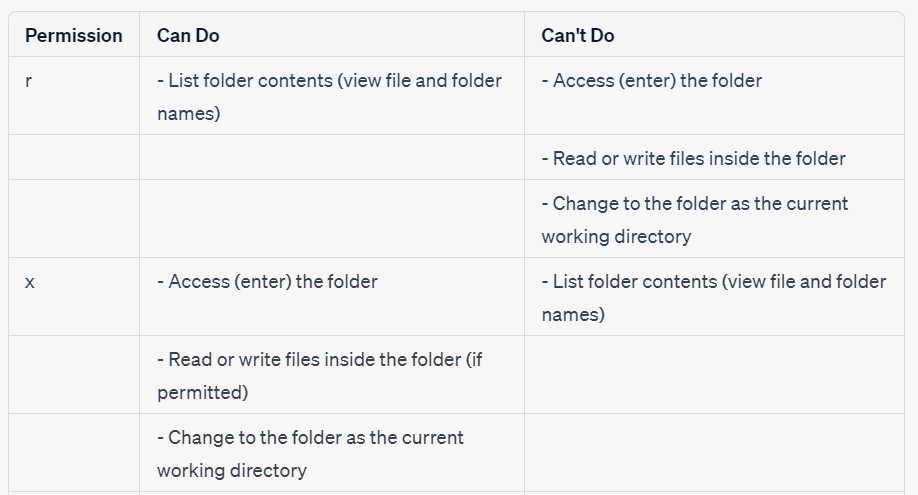 Permission Can Do Can't Do
r - List folder contents (view file and folder - Access (enter) the folder
names)
- Read or write files inside the folder
- Change to the folder as the current
working directory
x - Access (enter) the folder - List folder contents (view file and folder
names)
- Read or write files inside the folder (if
permitted)
- Change to the folder as the current
working directory